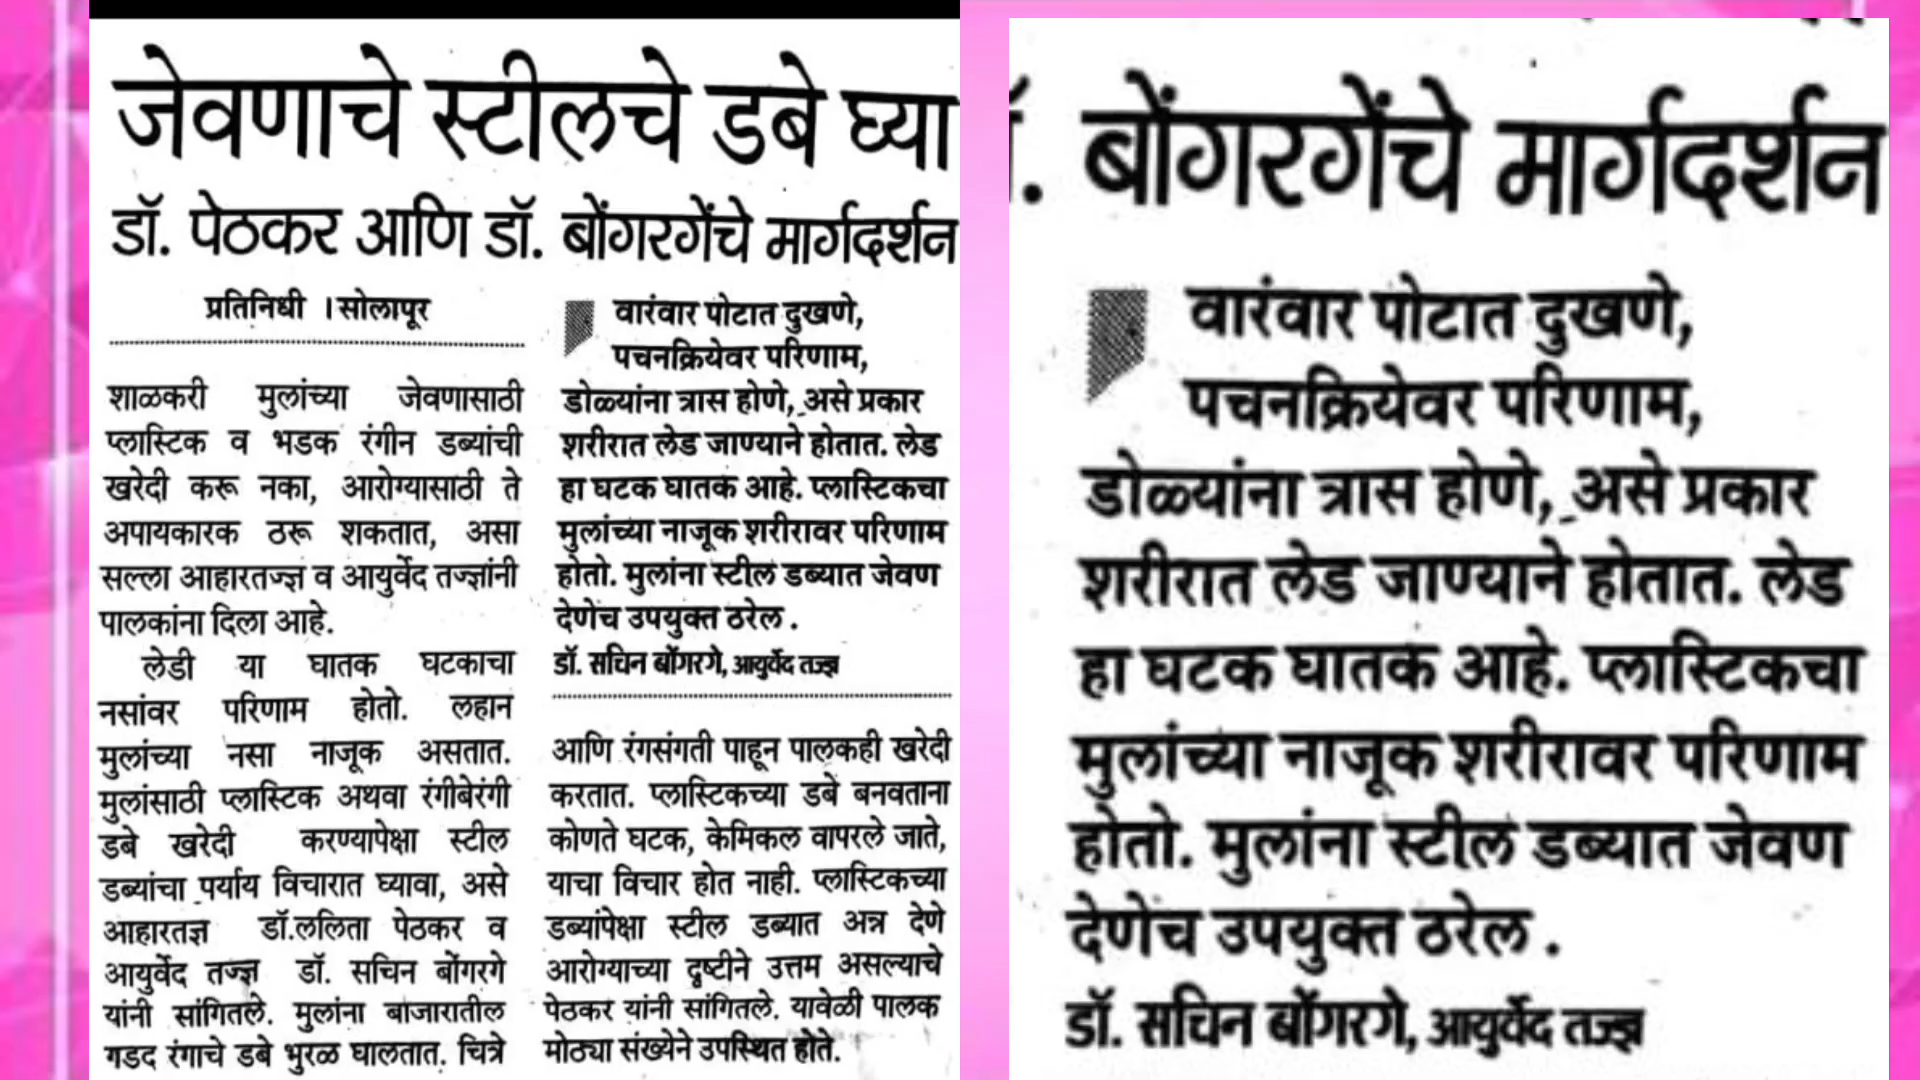 जेवणाचे स्टीलचे डबे घ्या
डॉ. पेठकर आणि डॉ. बोंगरगेंचे मार्गदर्शन
प्रतिनिधी । सोलापूर
शाळकरी मुलांच्या जेवणासाठी
प्लास्टिक व भडक रंगीन डब्यांची
खरेदी करू नका, आरोग्यासाठी ते
अपायकारक ठरू शकतात, असा
सल्ला आहारतज्ज्ञ व आयुर्वेद तज्ज्ञांनी
पालकांना दिला आहे.
लेडी या घातक घटकाचा
नसांवर परिणाम होतो. लहान
मुलांच्या नसा नाजूक असतात.
मुलांसाठी प्लास्टिक अथवा रंगीबेरंगी
डबे खरेदी करण्यापेक्षा स्टील
डब्यांचा पर्याय विचारात घ्यावा, असे
आहारतज्ञ डॉ.ललिता पेठकर व
आयुर्वेद तज्ज्ञ डॉ. सचिन बोंगरगे
यांनी सांगितले. मुलांना बाजारातील
गडद रंगाचे डबे भुरळ घालतात. चित्रे
वारंवार पोटात दुखणे,
पचनक्रियेवर परिणाम,
डोळ्यांना त्रास होणे, असे प्रकार
शरीरात लेड जाण्याने होतात. लेड
हा घटक घातक आहे. प्लास्टिकचा
मुलांच्या नाजूक शरीरावर परिणाम
होतो. मुलांना स्टील डब्यात जेवण
देणेच उपयुक्त ठरेल .
डॉ. सचिन बोंगरगे, आयुर्वेद तज्ज्ञ
आणि रंगसंगती पाहून पालकही खरेदी
करतात. प्लास्टिकच्या डबे बनवताना
कोणते घटक, केमिकल वापरले जाते,
याचा विचार होत नाही. प्लास्टिकच्या
डब्यांपेक्षा स्टील डब्यात अन्न देणे
आरोग्याच्या दृष्टीने उत्तम असल्याचे
पेठकर यांनी सांगितले. यावेळी पालक
मोठ्या संख्येने उपस्थित होते.
. बोंगरगेंचे मार्गदर्शन
वारंवार पोटात दुखणे,
पचनक्रियेवर परिणाम,
डोळ्यांना त्रास होणे, असे प्रकार
शरीरात लेड जाण्याने होतात. लेड
हा घटक घातक आहे. प्लास्टिकचा
मुलांच्या नाजूक शरीरावर परिणाम
होतो. मुलांना स्टील डब्यात जेवण
देणेच उपयुक्त ठरेल .
डॉ. सचिन बोंगरगे, आयुर्वेद तज्ज्ञ